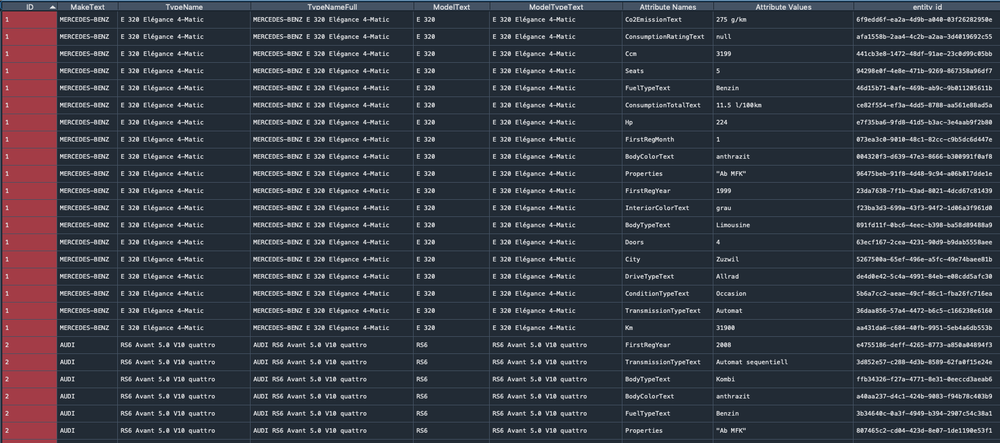 ID MakeText TypeName TypeNameFull ModelText ModelTypeText Attribute Names Attribute Values entity_id
1 MERCEDES-BENZ E 320 Elégance 4-Matic MERCEDES-BENZ E 320 Elégance 4-Matic E 320 E 320 Elégance 4-Matic Co2EmissionText 275 g/km 6f9edd6f-ea2a-4d9b-a040-03f26282950e
1 MERCEDES-BENZ E 320 Elégance 4-Matic MERCEDES-BENZ E 320 Elégance 4-Matic E 320 E 320 Elégance 4-Matic ConsumptionRatingText null afa1558b-2aa4-4c2b-a2aa-3d4019692c55
1 MERCEDES-BENZ E 320 Elégance 4-Matic MERCEDES-BENZ E 320 Elégance 4-Matic E 320 E 320 Elégance 4-Matic Ccm 3199 441cb3e8-1472-48df-91ae-23c0d99c05bb
1 MERCEDES-BENZ E 320 Elégance 4-Matic MERCEDES-BENZ E 320 Elégance 4-Matic E 320 E 320 Elégance 4-Matic Seats 5 94298e0f-4e8e-471b-9269-867358a96df7
1 MERCEDES-BENZ E 320 Elégance 4-Matic MERCEDES-BENZ E 320 Elégance 4-Matic E 320 E 320 Elégance 4-Matic FuelTypeText Benzin 46d15b71-0afe-469b-ab9c-9b011205611b
1 MERCEDES-BENZ E 320 Elégance 4-Matic MERCEDES-BENZ E 320 Elégance 4-Matic E 320 E 320 Elégance 4-Matic ConsumptionTotalText 11.5 l/100km ce82f554-ef3a-4dd5-8788-aa561e88ad5a
1 MERCEDES-BENZ E 320 Elégance 4-Matic MERCEDES-BENZ E 320 Elégance 4-Matic E 320 E 320 Elégance 4-Matic Hp 224 e7f35ba6-9fd8-41d5-b3ac-3e4aab9f2b80
1 MERCEDES-BENZ E 320 Elégance 4-Matic MERCEDES-BENZ E 320 Elégance 4-Matic E 320 E 320 Elégance 4-Matic FirstRegMonth 1 073ea3c0-9010-48c1-82cc-c9b5dc6d447e
1 MERCEDES-BENZ E 320 Elégance 4-Matic MERCEDES-BENZ E 320 Elégance 4-Matic E 320 E 320 Elégance 4-Matic BodyColorText anthrazit 004320f3-d639-47e3-8666-b300991f0af8
1 MERCEDES-BENZ E 320 Elégance 4-Matic MERCEDES-BENZ E 320 Elégance 4-Matic E 320 E 320 Elégance 4-Matic Properties "Ab MFK" 96475beb-91f8-4d48-9c94-a06b017dde1e
1 MERCEDES-BENZ E 320 Elégance 4-Matic MERCEDES-BENZ E 320 Elégance 4-Matic E 320 E 320 Elégance 4-Matic FirstRegYear 1999 23da7638-7f1b-43ad-8021-4dcd67c81439
1 MERCEDES-BENZ E 320 Elégance 4-Matic MERCEDES-BENZ E 320 Elégance 4-Matic E 320 E 320 Elégance 4-Matic InteriorColorText grau f23ba3d3-699a-43f3-94f2-1d06a3f961d0
1 MERCEDES-BENZ E 320 Elégance 4-Matic MERCEDES-BENZ E 320 Elégance 4-Matic E 320 E 320 Elégance 4-Matic BodyTypeText Limousine 891fd11f-0bc6-4eec-b398-ba58d89488a9
1 MERCEDES-BENZ E 320 Elégance 4-Matic MERCEDES-BENZ E 320 Elégance 4-Matic E 320 E 320 Elégance 4-Matic Doors 4 63ecf167-2cea-4231-90d9-b9dab5558aee
1 MERCEDES-BENZ E 320 Elégance 4-Matic MERCEDES-BENZ E 320 Elégance 4-Matic E 320 E 320 Elégance 4-Matic City Zuzwil 5267500a-65ef-496e-a5fc-49e74baee81b
1 MERCEDES-BENZ E 320 Elégance 4-Matic MERCEDES-BENZ E 320 Elégance 4-Matic E 320 E 320 Elégance 4-Matic DriveTypeText Allrad de4d0e42-5c4a-4991-84eb-e08cdd5afc30
1 MERCEDES-BENZ E 320 Elégance 4-Matic MERCEDES-BENZ E 320 Elégance 4-Matic E 320 E 320 Elégance 4-Matic ConditionTypeText Occasion 5b6a7cc2-aeae-49cf-86c1-fba26fc716ea
1 MERCEDES-BENZ E 320 Elégance 4-Matic MERCEDES-BENZ E 320 Elégance 4-Matic E 320 E 320 Elégance 4-Matic TransmissionTypeText Automat 36daa856-57a4-4472-b6c5-c166238e6160
1 MERCEDES-BENZ E 320 Elégance 4-Matic MERCEDES-BENZ E 320 Elégance 4-Matic E 320 E 320 Elégance 4-Matic Km 31900 aa431da6-c684-40fb-9951-5eb4a6db553b
2 AUDI RS6 Avant 5.0 V10 quattro AUDI RS6 Avant 5.0 V10 quattro RS6 RS6 Avant 5.0 V10 quattro FirstRegYear 2008 e4755186-deff-4265-8773-a850a04894f3
2 AUDI RS6 Avant 5.0 V10 quattro AUDI RS6 Avant 5.0 V10 quattro RS6 RS6 Avant 5.0 V10 quattro TransmissionTypeText Automat sequentiell 3d852e57-c288-4d3b-8589-62fa0f15e24e
2 AUDI RS6 Avant 5.0 V10 quattro AUDI RS6 Avant 5.0 V10 quattro RS6 RS6 Avant 5.0 V10 quattro BodyTypeText Kombi ffb34326-f27a-4771-8e31-0eeccd3aeab6
2 AUDI RS6 Avant 5.0 V10 quattro AUDI RS6 Avant 5.0 V10 quattro RS6 RS6 Avant 5.0 V10 quattro BodyColorText anthrazit a40aa237-d4c1-424b-9083-f94b78c403b9
2 AUDI RS6 Avant 5.0 V10 quattro AUDI RS6 Avant 5.0 V10 quattro RS6 RS6 Avant 5.0 V10 quattro FuelTypeText Benzin 3b34640c-0a3f-4949-b394-2907c54c38a1
2 AUDI RS6 Avant 5.0 V10 quattro AUDI RS6 Avant 5.0 V10 quattro RS6 RS6 Avant 5.0 V10 quattro Properties "Ab MFK" 807465c2-cd04-423d-8e07-1de1190e53f1